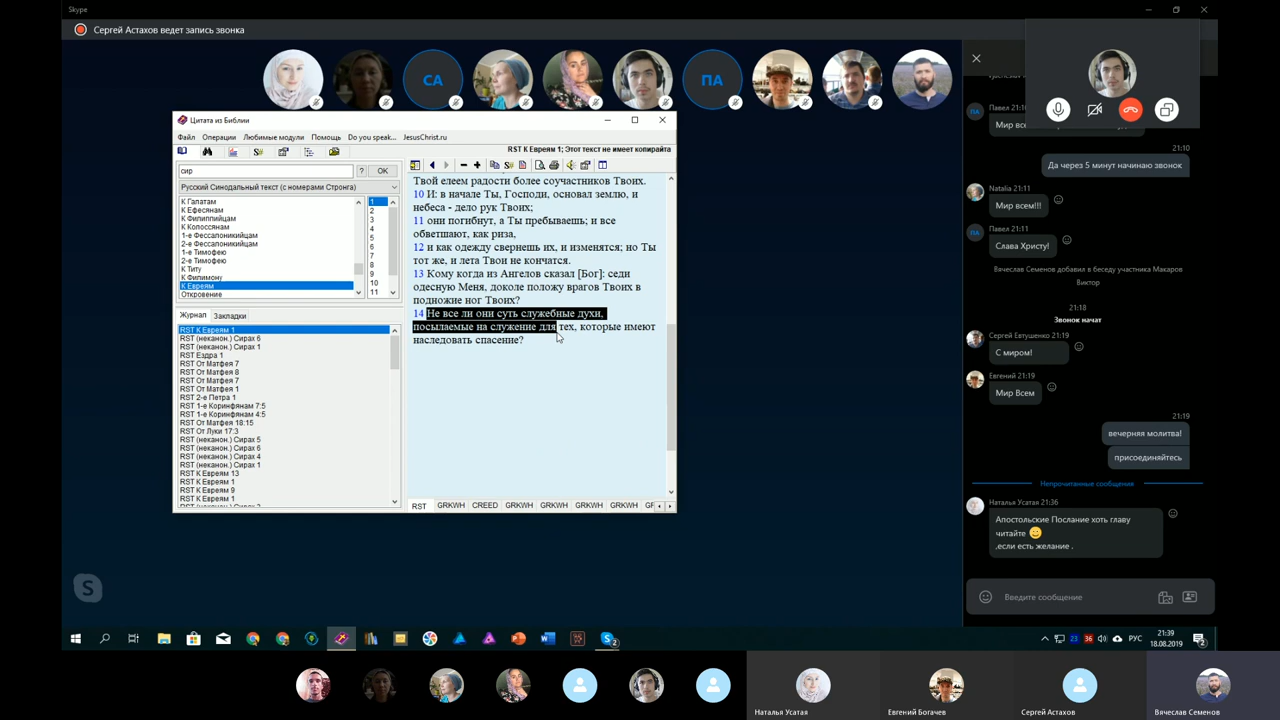 Skype
Сергей Астахов ведет запись звонка
СА
ПА
Цитата из Библии
Файл Операции Любимые модули Помощь Do you speak... JesusChrist.ru
RST К Евреям 1; Этот текст не имеет копирайта
сир
? OK
Русский Синодальный текст (с номерами Стронга)
К Галатам
К Ефесянам
К Филиппийцам
К Колоссянам
1-е Фессалоникийцам
2-е Фессалоникийцам
1-е Тимофею
2-е Тимофею
К Титу
К Филимону
К Евреям
Откровение
1
2
3
4
5
6
7
8
9
10
11
Журнал Закладки
RST К Евреям 1
RST (неканон.) Сирах 6
RST (неканон.) Сирах 1
RST Ездра 1
RST От Матфея 7
RST От Матфея 8
RST От Матфея 7
RST От Матфея 1
RST 2-е Петра 1
RST 1-е Коринфянам 7:5
RST 1-е Коринфянам 4:5
RST От Матфея 18:15
RST От Луки 17:3
RST (неканон.) Сирах 5
RST (неканон.) Сирах 6
RST (неканон.) Сирах 4
RST (неканон.) Сирах 1
RST К Евреям 13
RST К Евреям 1
RST К Евреям 9
RST К Евреям 1
Твой елеем радости более соучастников Твоих.
10 И: в начале Ты, Господи, основал землю, и
небеса - дело рук Твоих;
11 они погибнут, а Ты пребываешь; и все
обветшают, как риза,
12 и как одежду свернешь их, и изменятся; но Ты
тот же, и лета Твои не кончатся.
13 Кому когда из Ангелов сказал [Бог]: седи
одесную Меня, доколе положу врагов Твоих в
подножие ног Твоих?
14 Не все ли они суть служебные духи,
посылаемые на служение для тех, которые имеют
наследовать спасение?
RST GRKWH CREED GRKWH GRKWH GRKWH GRKWH
Мир все
21:10
Да через 5 минут начинаю звонок
Natalia 21:11
Мир всем!!!
Павел 21:11
ПА
Слава Христу!
Вячеслав Семенов добавил в беседу участника Макаров
Виктор
21:18
Звонок начат
Сергей Евтушенко 21:19
С миром!
Евгений 21:19
Мир Всем
21:19
вечерняя молитва!
присоединяйтесь
Непрочитанные сообщения
Наталья Усатая 21:36
Апостольские Послание хоть главу
читайте
,если есть желание .
Введите сообщение
23 36 РУС
21:39
18.08.2019
Наталья Усатая
Евгений Богачев
Сергей Астахов
Вячеслав Семенов